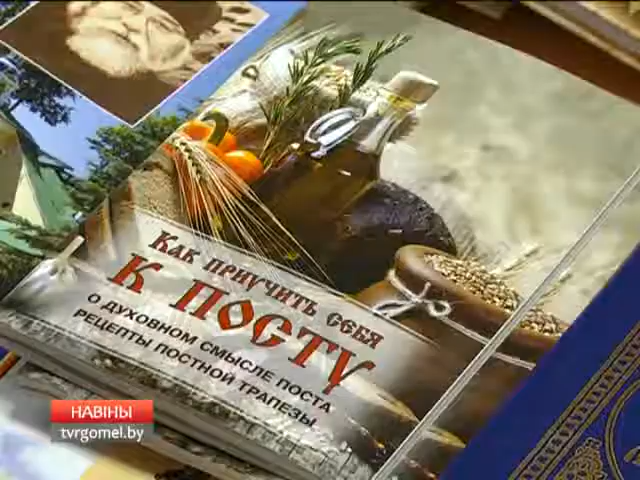 Как приучить себя
к посту
О ДУХОВНОМ СМЫСЛЕ ПОСТА
РЕЦЕПТЫ ПОСТНОЙ ТРАПЕЗЫ
НАВІНЫ
tvrgomel.by